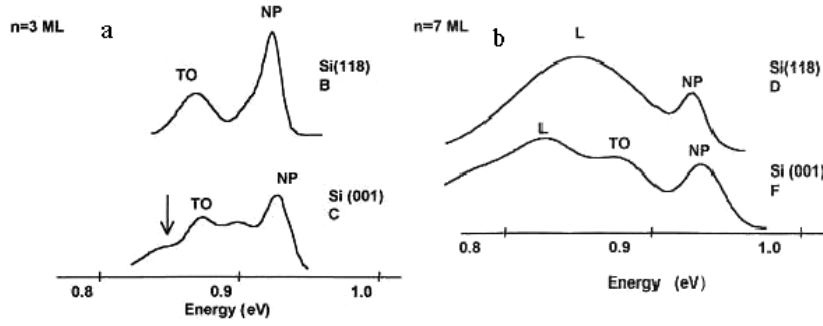 n=3 ML
a
NP
TO
Si(118)
B
NP
TO
Si (001)
C
0.8
0.9
1.0
Energy (eV)
n=7 ML
b
L
NP
Si(118)
D
L
TO
NP
Si (001)
F
0.8
0.9
1.0
Energy (eV)